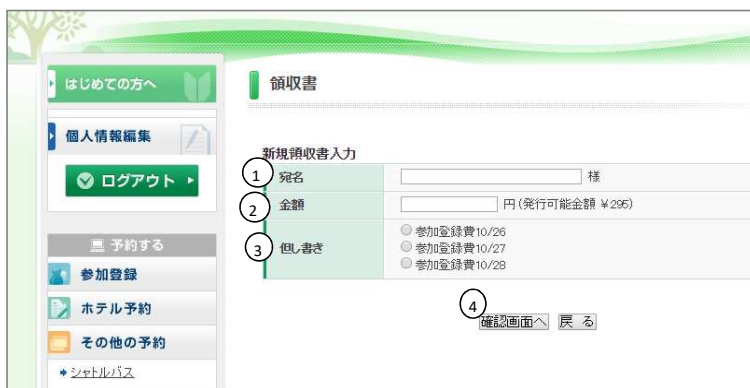 はじめての方へ
個人情報編集
ログアウト
予約する
参加登録
ホテル予約
その他の予約
シャトルバス
領収書
新規領収書入力
1 宛名 様
2 金額 円(発行可能金額 ¥295)
3 但し書き
参加登録費10/26
参加登録費10/27
参加登録費10/28
4
確認画面へ 戻る